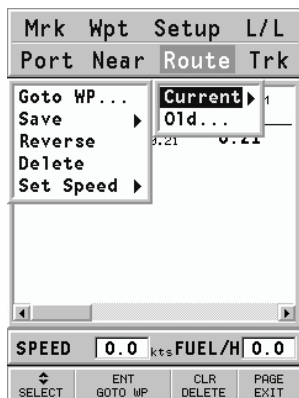 Mrk Wpt Setup L/L
Port Near Route Trk
Goto WP...
Save
Reverse
Delete
Set Speed
Current
Old...
SPEED 0.0 kts FUEL/H 0.0
SELECT
ENT
GOTO WP
CLR
DELETE
PAGE
EXIT